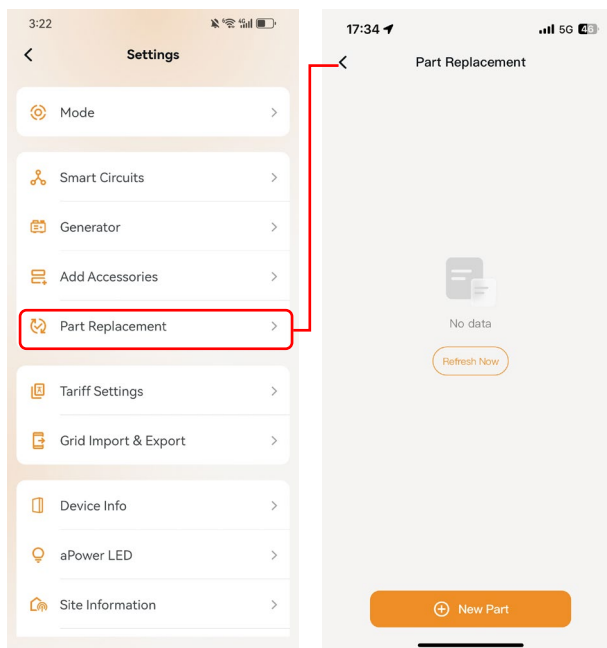 3:22
Settings
Mode
Smart Circuits
Generator
Add Accessories
Part Replacement
Tariff Settings
Grid Import & Export
Device Info
aPower LED
Site Information
17:34
5G 46
Part Replacement
No data
Refresh Now
New Part